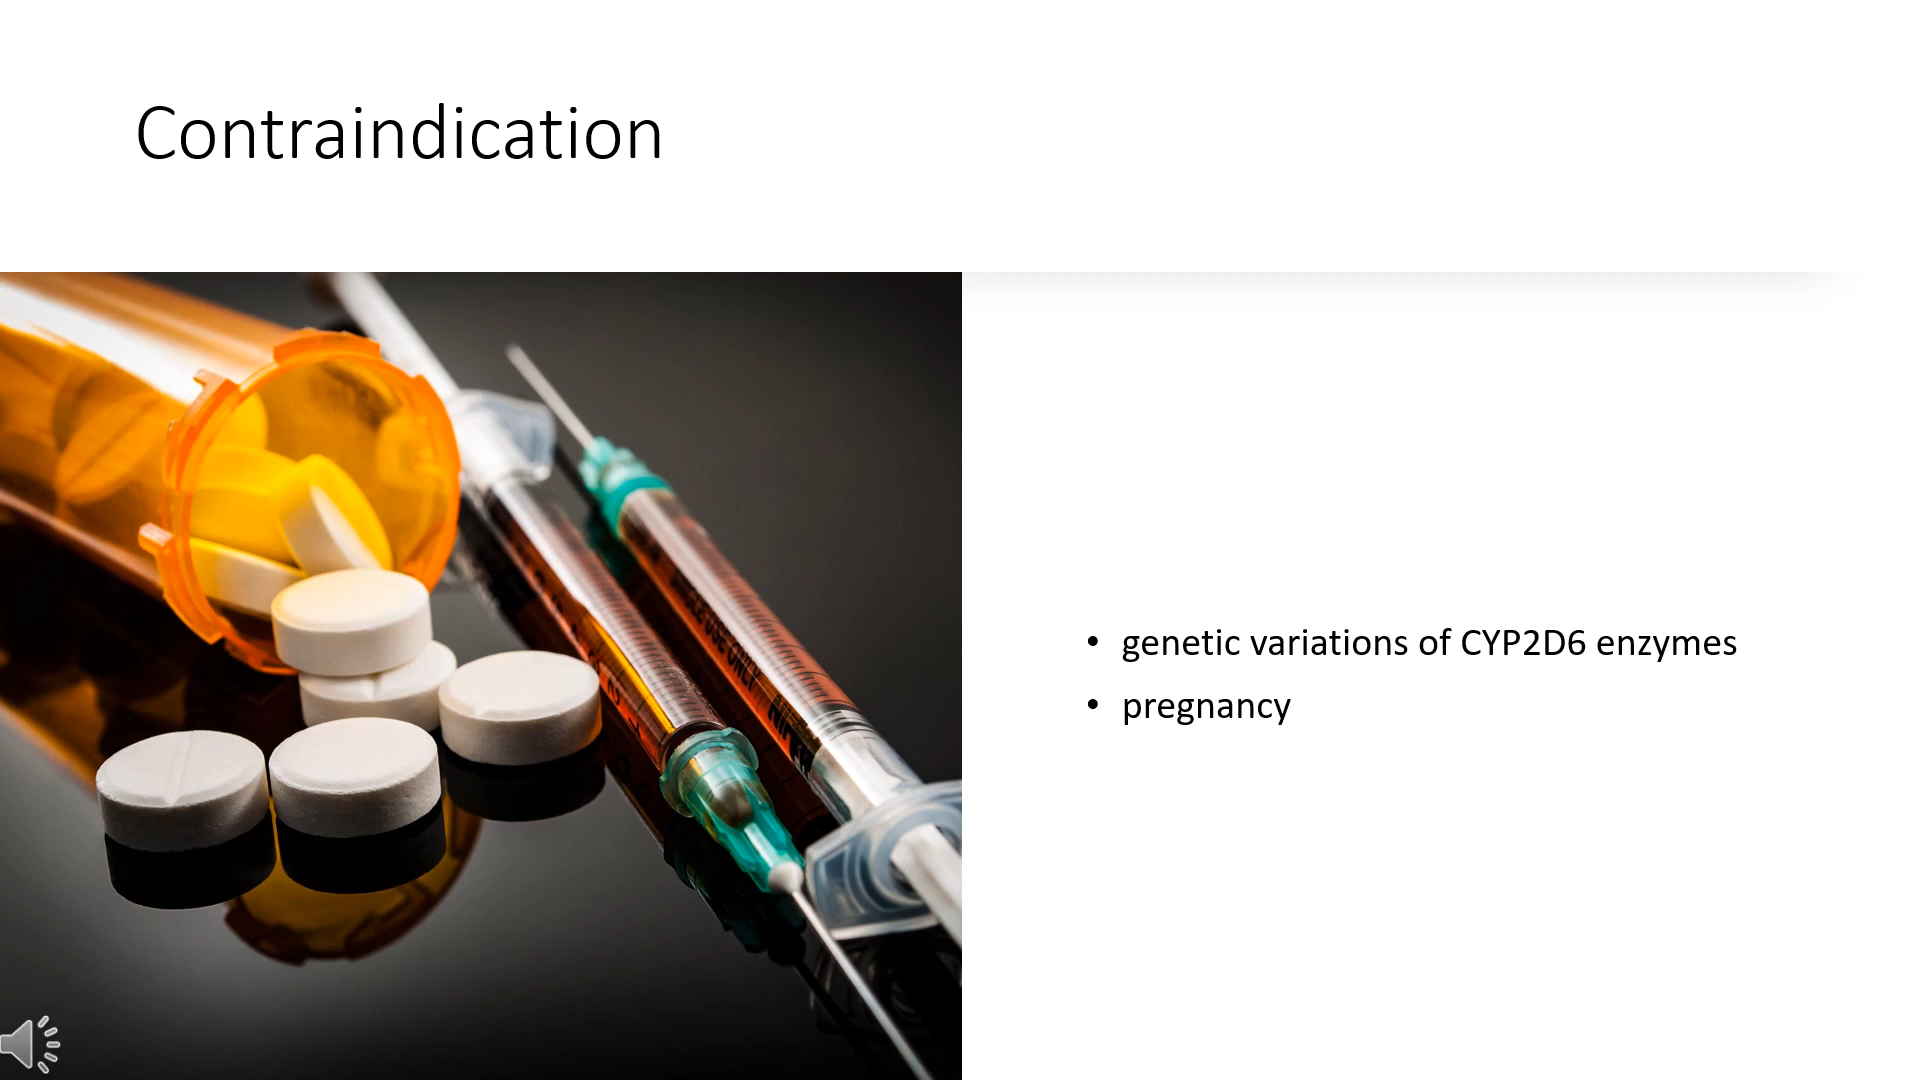 Contraindication
• genetic variations of CYP2D6 enzymes
• pregnancy